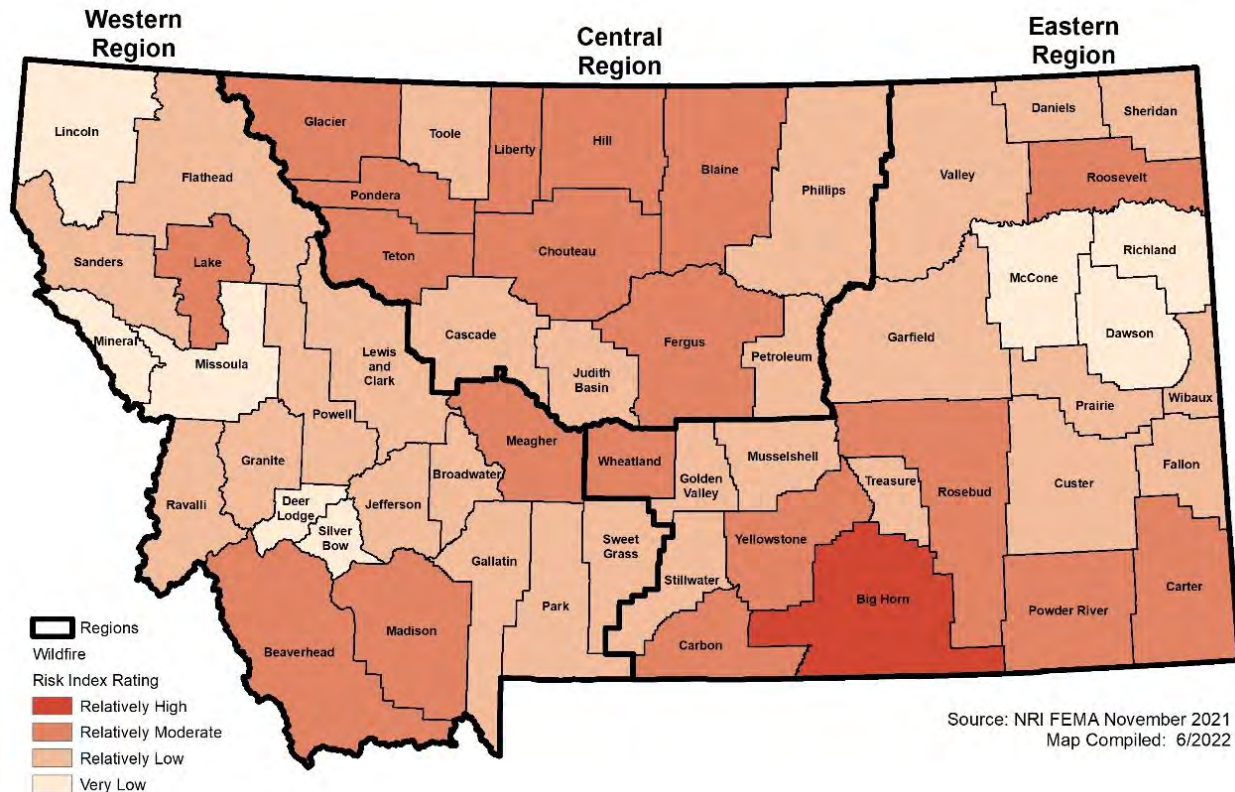 Western
Region
Central
Region
Eastern
Region
Lincoln
Flathead
Glacier
Toole
Liberty
Hill
Blaine
Phillips
Valley
Daniels
Sheridan
Roosevelt
Pondera
Teton
Chouteau
Sanders
Lake
Richland
McCone
Dawson
Garfield
Mineral
Missoula
Lewis
and
Clark
Cascade
Judith
Basin
Fergus
Petroleum
Prairie
Wibaux
Powell
Meagher
Wheatland
Golden
Valley
Musselshell
Treasure
Rosebud
Custer
Fallon
Ravalli
Granite
Deer
Lodge
Silver
Bow
Jefferson
Broadwater
Gallatin
Park
Sweet
Grass
Stillwater
Yellowstone
Big Horn
Powder River
Carter
Beaverhead
Madison
Carbon
Regions
Wildfire
Risk Index Rating
Relatively High
Relatively Moderate
Relatively Low
Very Low
Source: NRI FEMA November 2021
Map Compiled: 6/2022